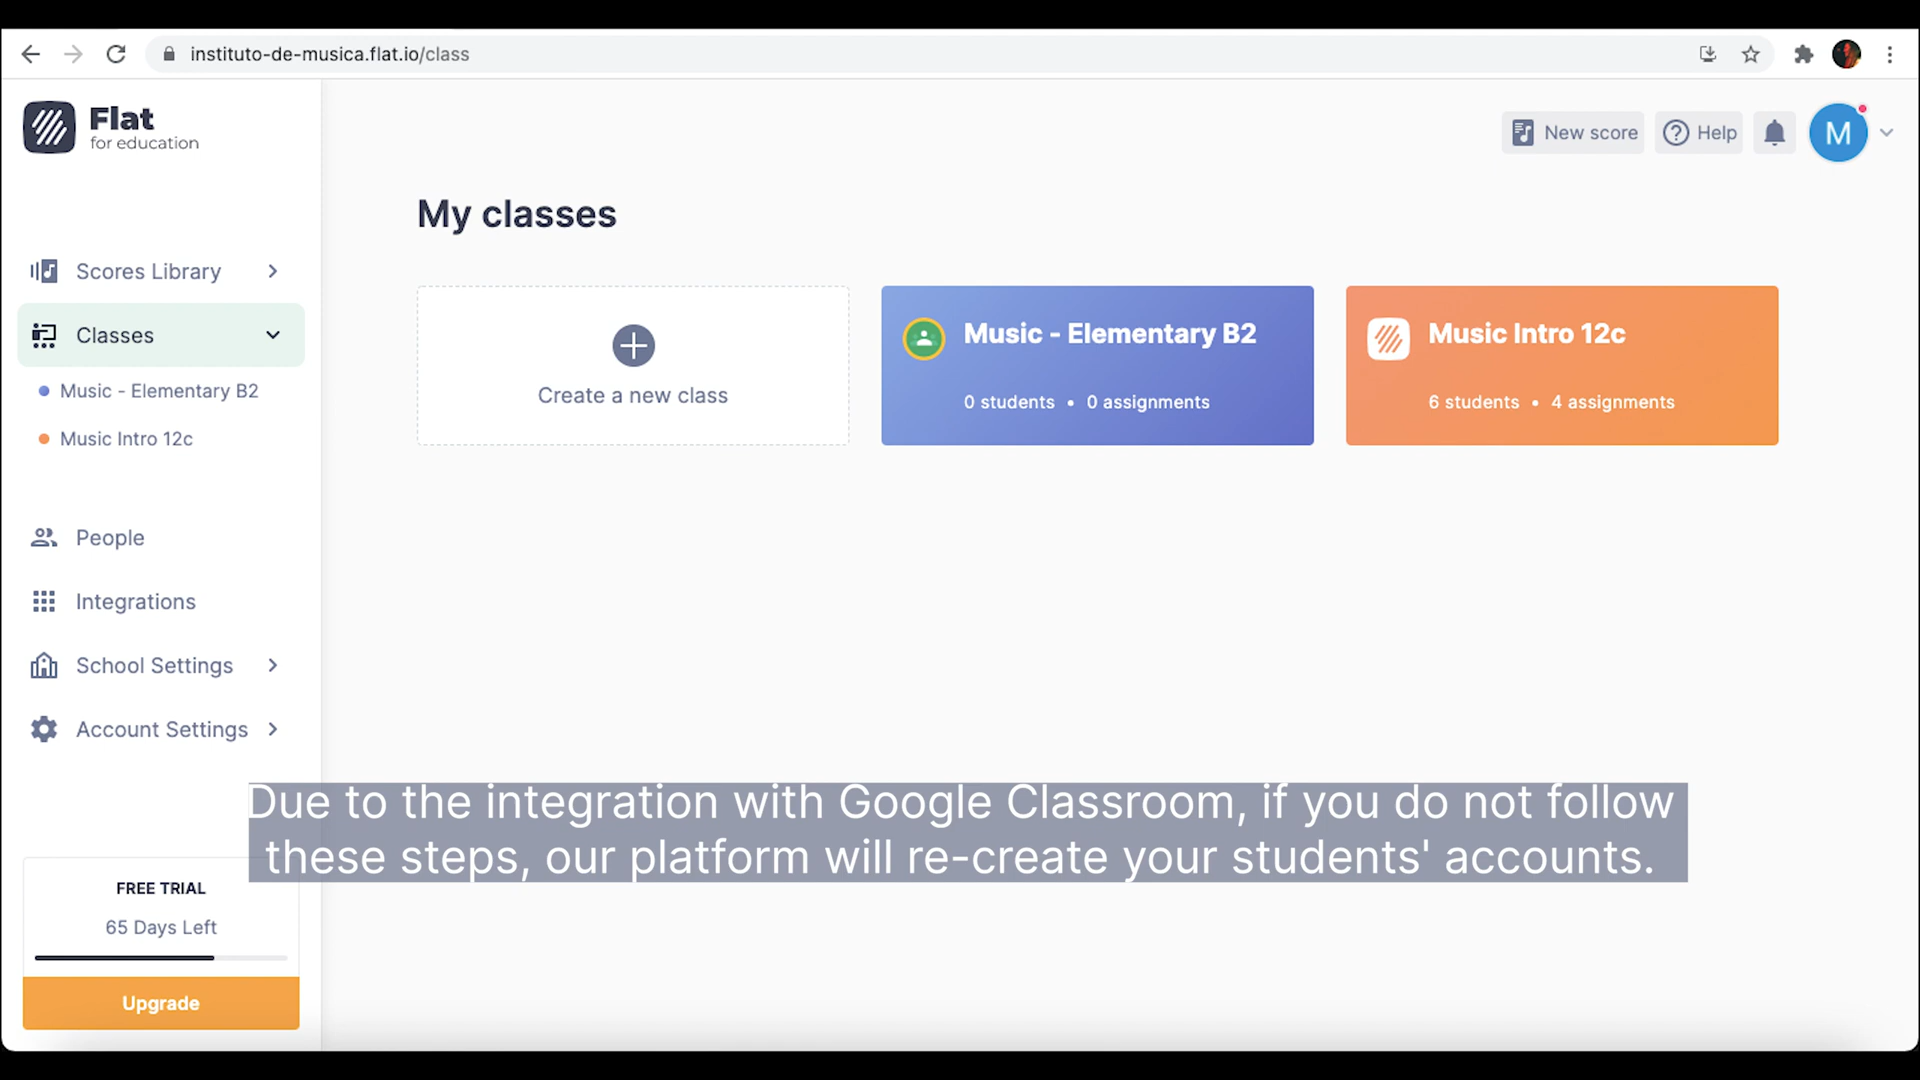 instituto-de-musica.flat.io/class
Flat
for education
New score
Help
M
My classes
Scores Library
Classes
Music - Elementary B2
Music Intro 12c
People
Integrations
School Settings
Account Settings
Create a new class
Music - Elementary B2
0 students • 0 assignments
Music Intro 12c
6 students • 4 assignments
Due to the integration with Google Classroom, if you do not follow
these steps, our platform will re-create your students' accounts.
FREE TRIAL
65 Days Left
Upgrade